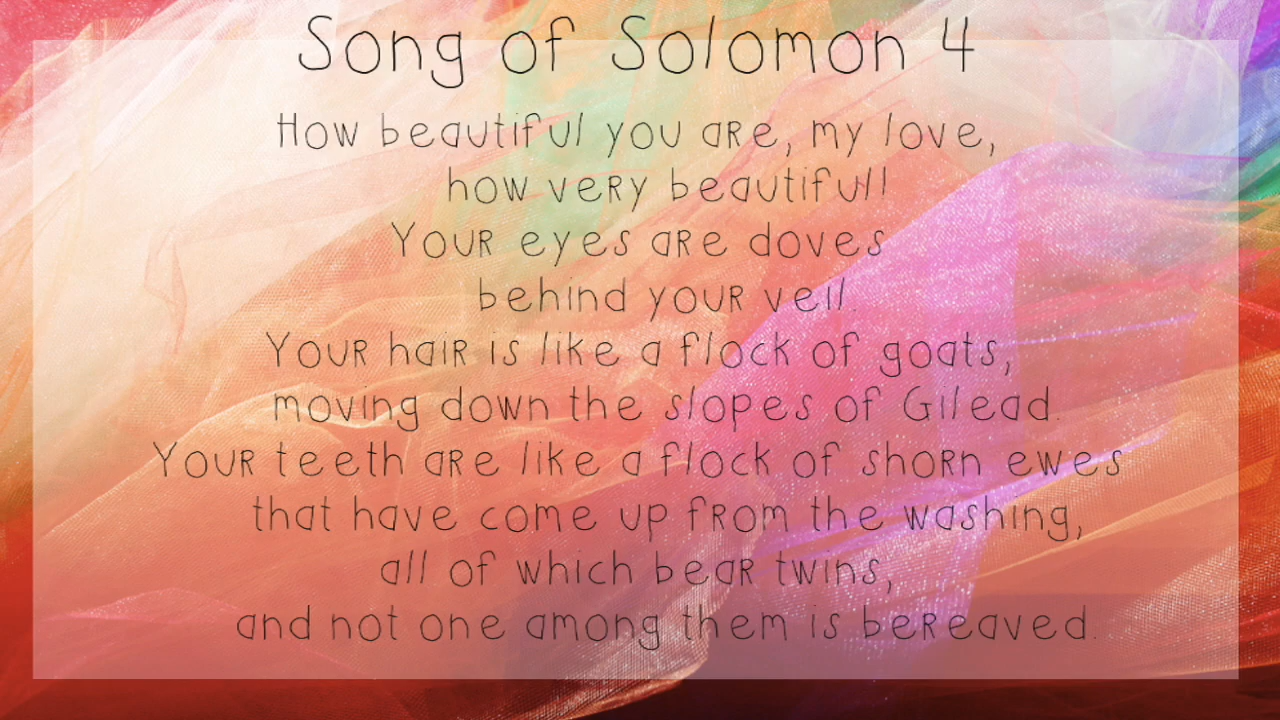 Song of Solomon 4
How beautiful you are, my love,
how very beautiful!
Your eyes are doves
behind your veil.
Your hair is like a flock of goats,
moving down the slopes of Gilead.
Your teeth are like a flock of shorn ewes
that have come up from the washing,
all of which bear twins,
and not one among them is bereaved.